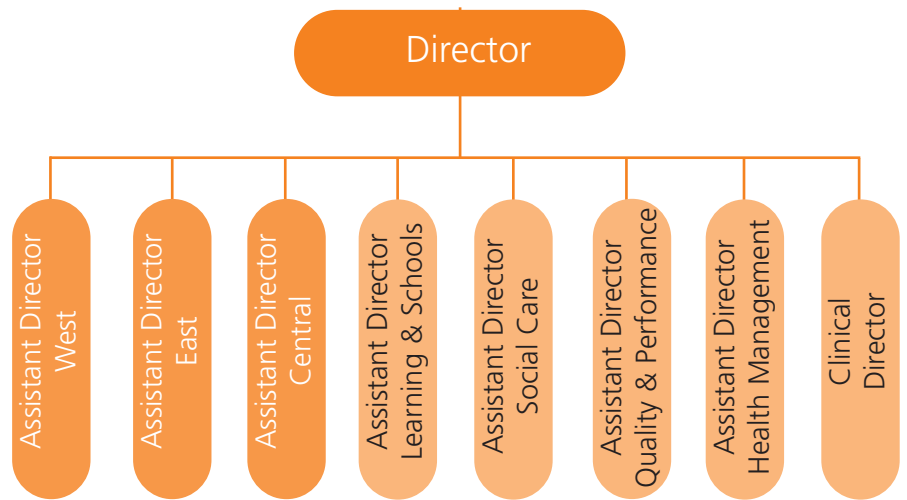 Director
Assistant Director
West
Assistant Director
East
Assistant Director
Central
Assistant Director
Learning & Schools
Assistant Director
Social Care
Assistant Director
Quality & Performance
Assistant Director
Health Management
Clinical
Director